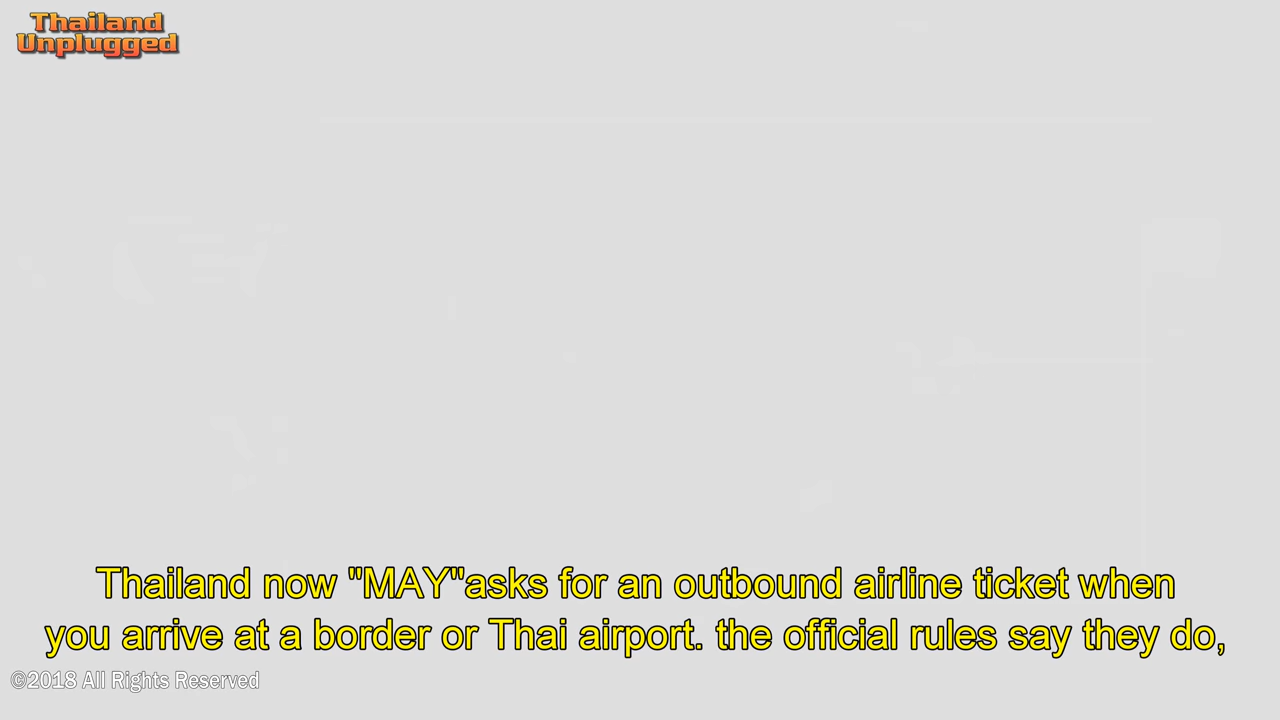 Thailand
Unplugged
Thailand now "MAY"asks for an outbound airline ticket when
you arrive at a border or Thai airport. the official rules say they do,
©2018 All Rights Reserved